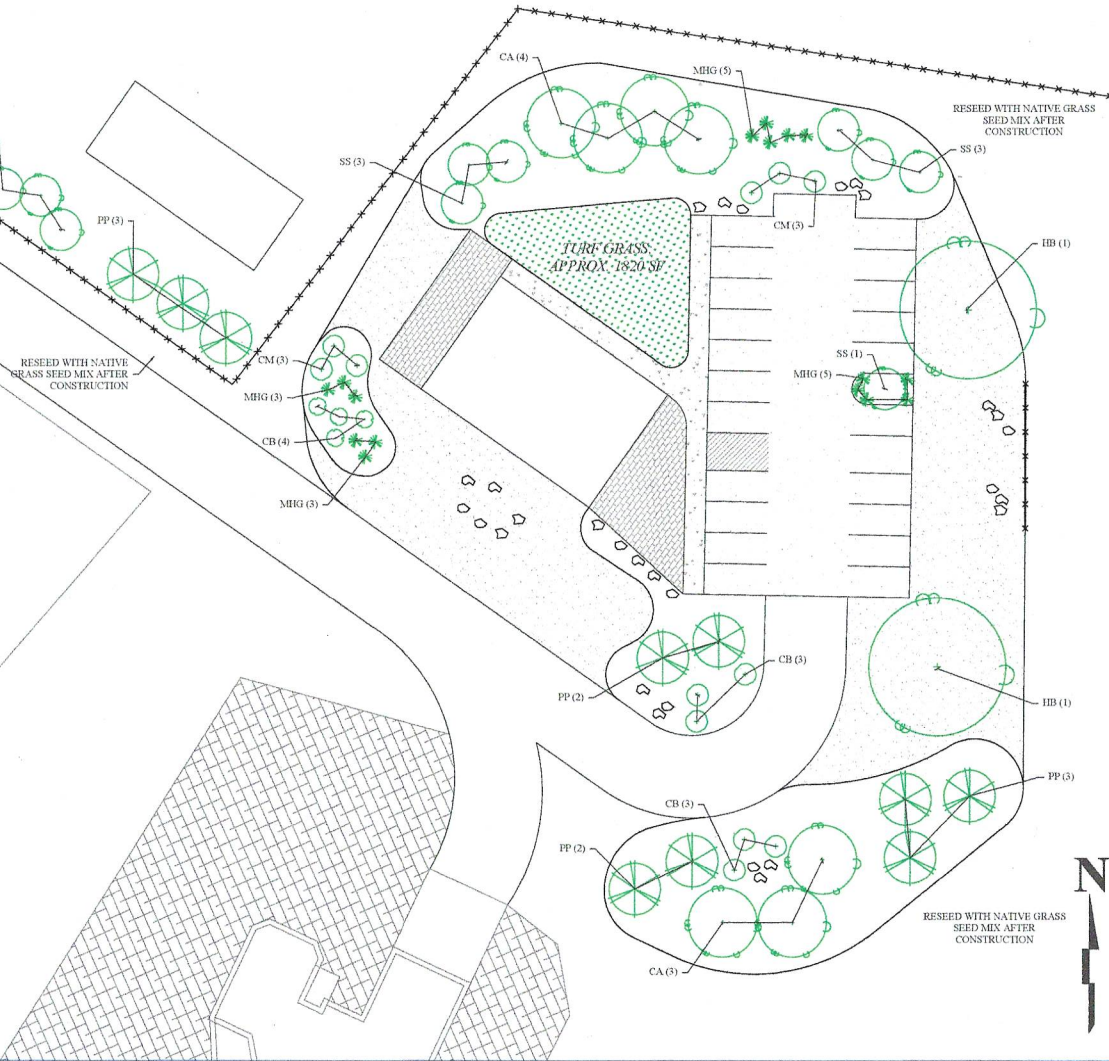 CA (4)
MHG (5)
RESEED WITH NATIVE GRASS
SEED MIX AFTER
CONSTRUCTION
SS (3)
SS (3)
PP (3)
CM (3)
HB (1)
TURF GRASS
APPROX. 1820 SF
RESEED WITH NATIVE
GRASS SEED MIX AFTER
CONSTRUCTION
CM (3)
SS (1)
MHG (5)
MHG (3)
CB (4)
MHG (3)
CB (3)
PP (2)
HB (1)
PP (3)
CB (3)
PP (2)
N
RESEED WITH NATIVE GRASS
SEED MIX AFTER
CONSTRUCTION
CA (3)